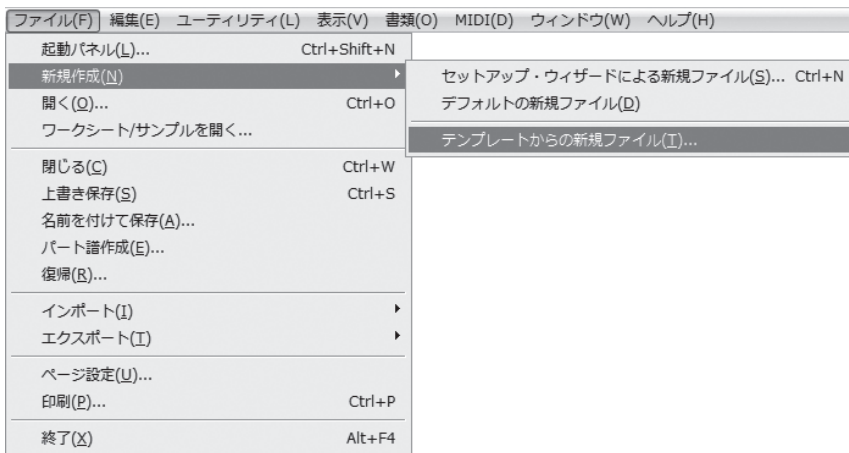 ファイル(F) 編集(E) ユーティリティ(L) 表示(V) 書類(O) MIDI(D) ウィンドウ(W) ヘルプ(H)
起動パネル(L)... Ctrl+Shift+N
新規作成(N)
開く(O)... Ctrl+O
ワークシート/サンプルを開く...
閉じる(C) Ctrl+W
上書き保存(S) Ctrl+S
名前を付けて保存(A)...
パート譜作成(E)...
復帰(R)...
インポート(I)
エクスポート(T)
ページ設定(U)...
印刷(P)... Ctrl+P
終了(X) Alt+F4
セットアップ・ウィザードによる新規ファイル(S)... Ctrl+N
デフォルトの新規ファイル(D)
テンプレートからの新規ファイル(T)...